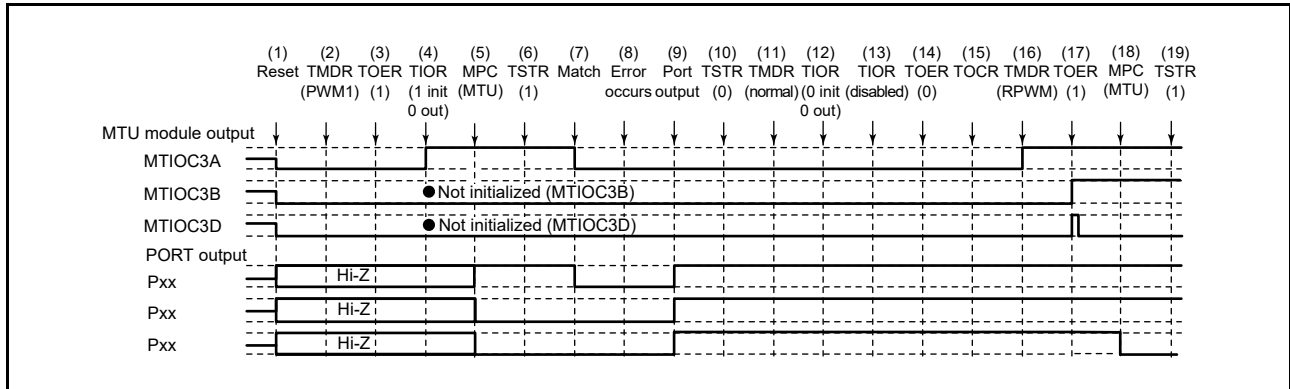 (1) (2) (3) (4) (5) (6) (7) (8) (9) (10) (11) (12 (13) (14) (15) (16) (17) (18) (19)
Reset TMDR TOER TIOR MPC TSTR Match Error Port TSTR TMDR TIOR TIOR TOER TOCR TMDR TOER MPC TSTR
(PWM1) (1) (1 init (MTU) (1) occurs output (0) (normal) (0 init (disabled) (0) (RPWM) (1) (MTU) (1)
0 out) 0 out)
MTU module output
MTIOC3A
MTIOC3B ●Not initialized (MTIOC3B)
MTIOC3D ●Not initialized (MTIOC3D)
PORT output
Pxx Hi-Z
Pxx Hi-Z
Pxx Hi-Z